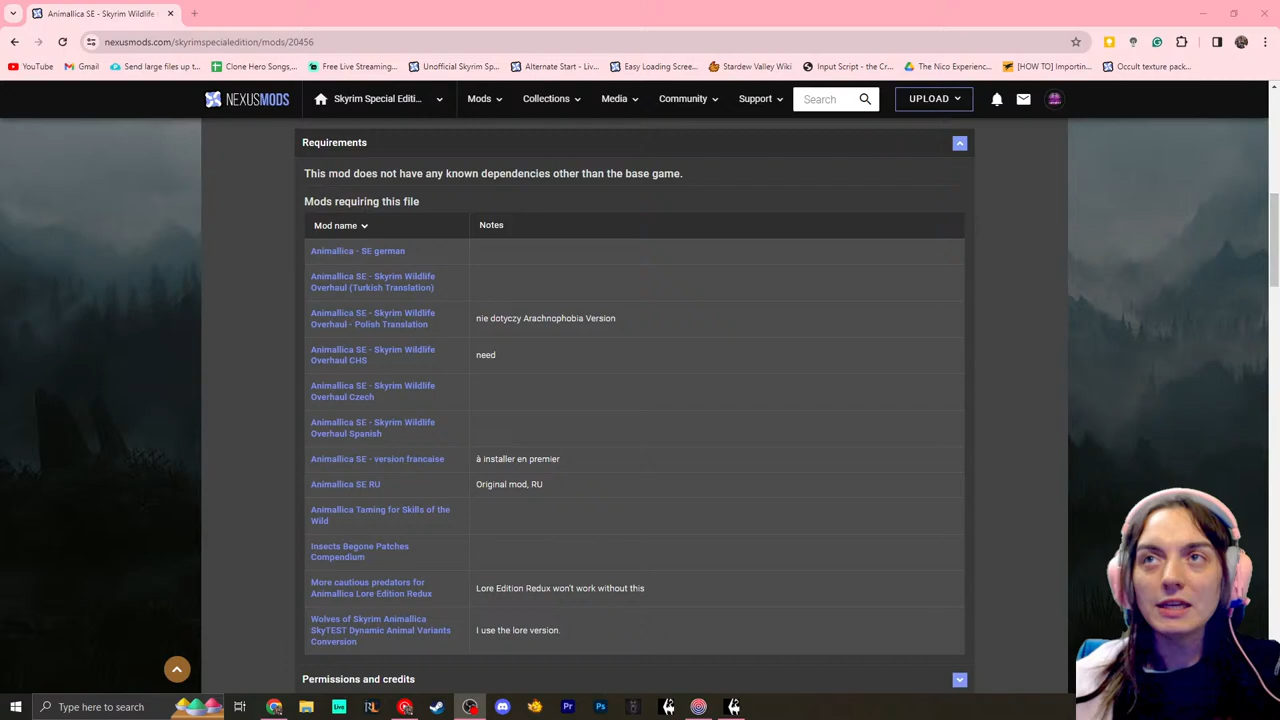 Animallica SE - Skyrim Wildlife
nexusmods.com/skyrimspecialedition/mods/20456
YouTube
Gmail
Send large files up t...
Clone Hero Songs,...
Free Live Streaming...
Unofficial Skyrim Sp...
Alternate Start - Liv...
Easy Loading Scree...
Stardew Valley Wiki
Input Script - the Cr...
The Nico Experienc...
[HOW TO] Importin...
Occult texture pack...
NEXUSMODS
Skyrim Special Editi...
Mods
Collections
Media
Community
Support
Search
UPLOAD
Requirements
This mod does not have any known dependencies other than the base game.
Mods requiring this file
Mod name
Notes
Animallica - SE german
Animallica SE - Skyrim Wildlife
Overhaul (Turkish Translation)
Animallica SE - Skyrim Wildlife
Overhaul - Polish Translation
nie dotyczy Arachnophobia Version
Animallica SE - Skyrim Wildlife
Overhaul CHS
need
Animallica SE - Skyrim Wildlife
Overhaul Czech
Animallica SE - Skyrim Wildlife
Overhaul Spanish
Animallica SE - version francaise
à installer en premier
Animallica SE RU
Original mod, RU
Animallica Taming for Skills of the
Wild
Insects Begone Patches
Compendium
More cautious predators for
Animallica Lore Edition Redux
Lore Edition Redux won't work without this
Wolves of Skyrim Animallica
SkyTEST Dynamic Animal Variants
Conversion
I use the lore version.
Permissions and credits
Type here to search
Live
RL
Pr
Ps